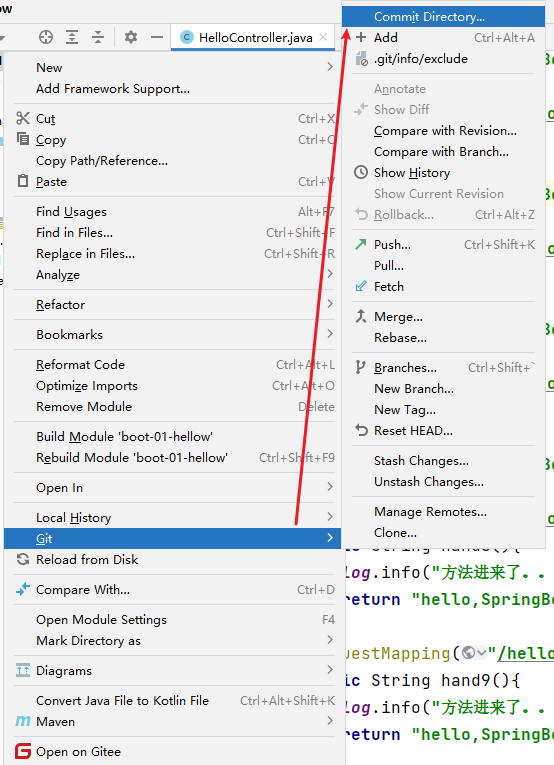 ow
HelloController.java
New
Add Framework Support...
Cut Ctrl+X
Copy Ctrl+C
Copy Path/Reference...
Paste Ctrl+V
Find Usages Alt+F7
Find in Files... Ctrl+Shift+F
Replace in Files... Ctrl+Shift+R
Analyze
Refactor
Bookmarks
Reformat Code Ctrl+Alt+L
Optimize Imports Ctrl+Alt+O
Remove Module Delete
Build Module 'boot-01-hellow'
Rebuild Module 'boot-01-hellow' Ctrl+Shift+F9
Open In
Local History
Git
Reload from Disk
Compare With... Ctrl+D
Open Module Settings F4
Mark Directory as
Diagrams
Convert Java File to Kotlin File Ctrl+Alt+Shift+K
Maven
Open on Gitee
Commit Directory...
Add Ctrl+Alt+A
.git/info/exclude
Annotate
Show Diff
Compare with Revision...
Compare with Branch...
Show History
Show Current Revision
Rollback... Ctrl+Alt+Z
Push... Ctrl+Shift+K
Pull...
Fetch
Merge...
Rebase...
Branches... Ctrl+Shift+`
New Branch...
New Tag...
Reset HEAD...
Stash Changes...
Unstash Changes...
Manage Remotes...
Clone...
ic String hand8(){
log.info("方法进来了..
return "hello,SpringBo
uestMapping("/hello
ic String hand9(){
log.info("方法进来了..
return "hello,SpringBo